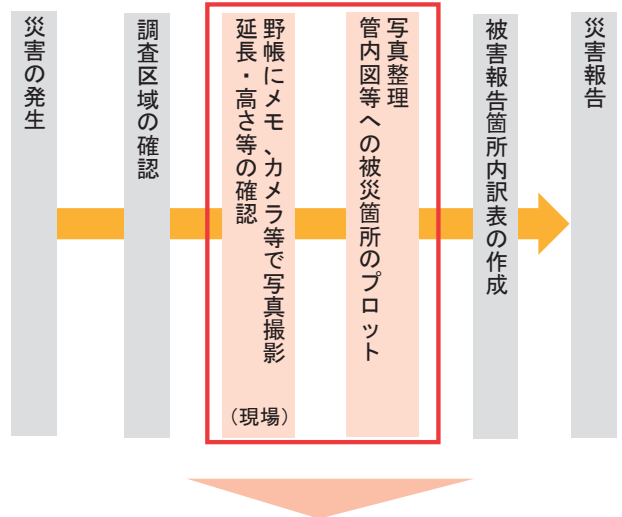 災害の発生
調査区域の確認
野帳にメモ、カメラ等で写真撮影
延長・高さ等の確認
（現場）
写真整理
管内図等への被災箇所のプロット
被害報告箇所内訳表の作成
災害報告